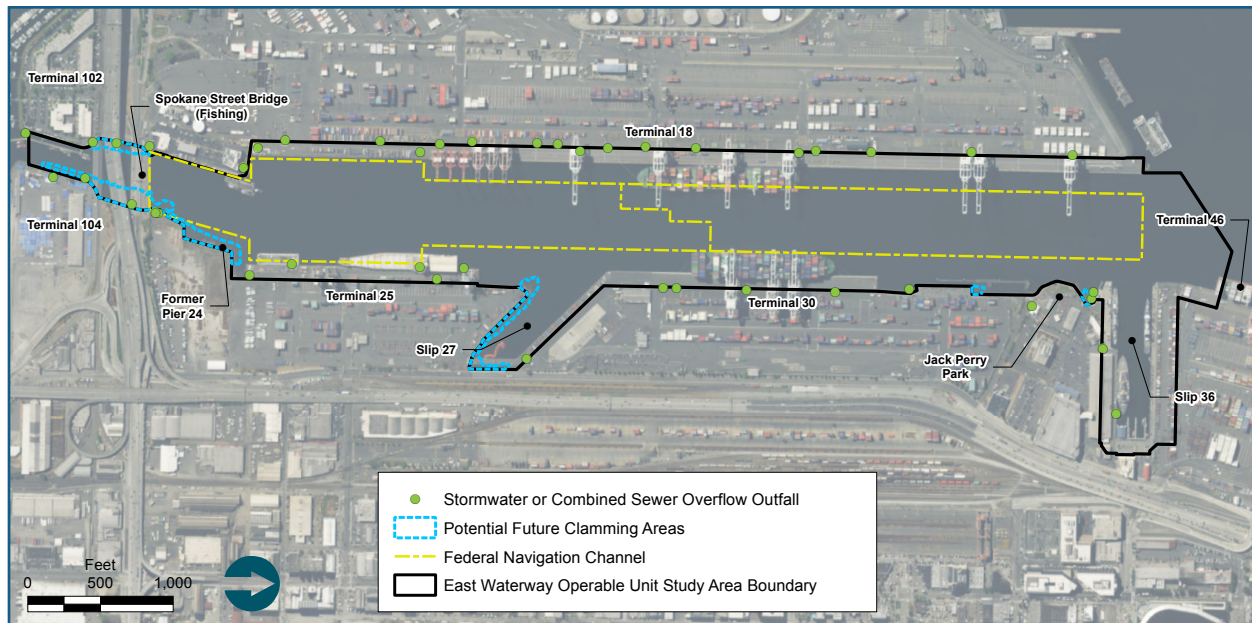 Terminal 102
Spokane Street Bridge
(Fishing)
Terminal 18
Terminal 46
Terminal 104
Former
Pier 24
Terminal 25
Terminal 30
Slip 27
Jack Perry
Park
Slip 36
Stormwater or Combined Sewer Overflow Outfall
Potential Future Clamming Areas
Federal Navigation Channel
East Waterway Operable Unit Study Area Boundary
Feet
0 500 1,000